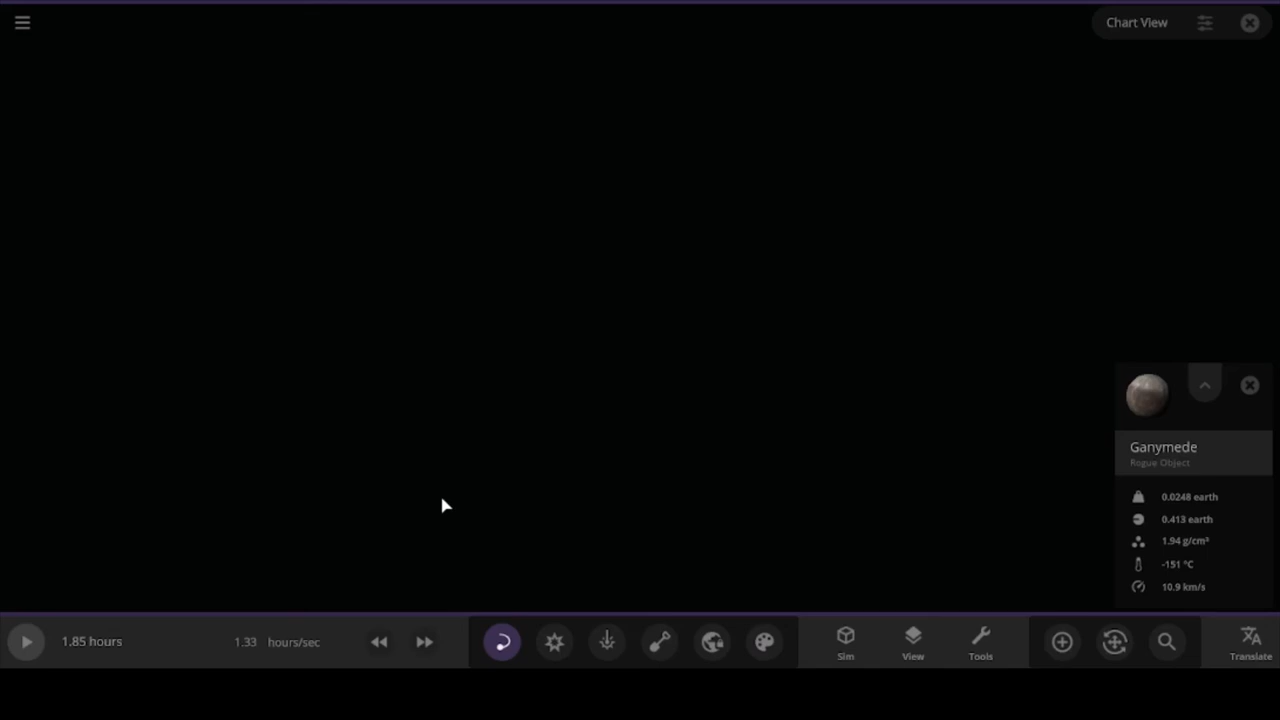 Chart View
Ganymede
Rogue Object
0.0248 earth
0.413 earth
1.94 g/cm³
-151 °C
10.9 km/s
1.85 hours
1.33 hours/sec
Sim
View
Tools
Translate